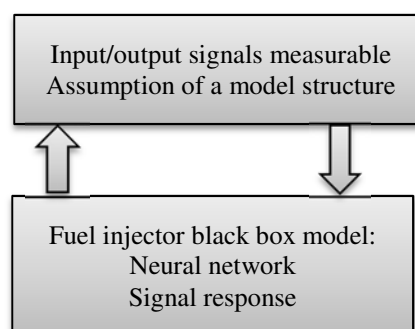 Input/output signals measurable
Assumption of a model structure
Fuel injector black box model:
Neural network
Signal response